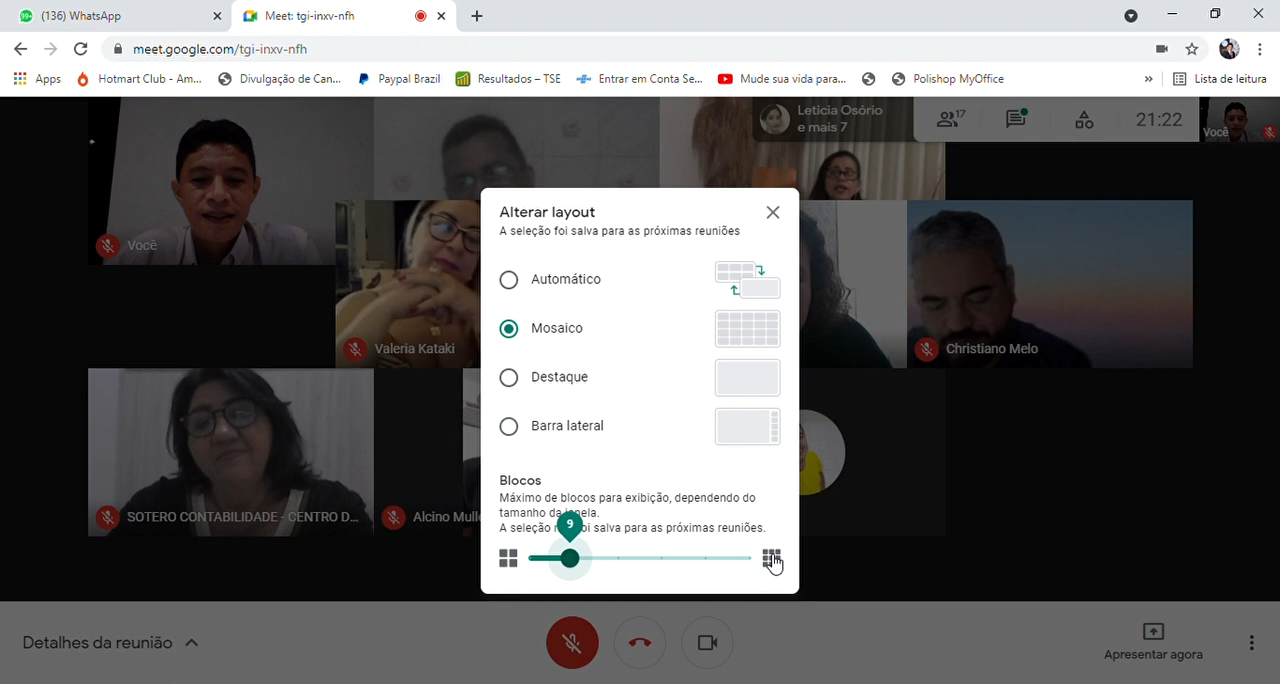 99+
(136) WhatsApp
Meet: tgi-inxv-nfh
meet.google.com/tgi-inxv-nfh
Apps
Hotmart Club - Am...
Divulgação de Can...
Paypal Brazil
Resultados – TSE
Entrar em Conta Se...
Mude sua vida para...
Polishop MyOffice
»
Lista de leitura
Leticia Osório
e mais 7
17
21:22
Você
Você
Valeria Kataki
Christiano Melo
SOTERO CONTABILIDADE - CENTRO D...
Alcino Mull
Alterar layout
A seleção foi salva para as próximas reuniões
Automático
Mosaico
Destaque
Barra lateral
Blocos
Máximo de blocos para exibição, dependendo do
tamanho da janela.
A seleção não foi salva para as próximas reuniões.
9
Detalhes da reunião
Apresentar agora